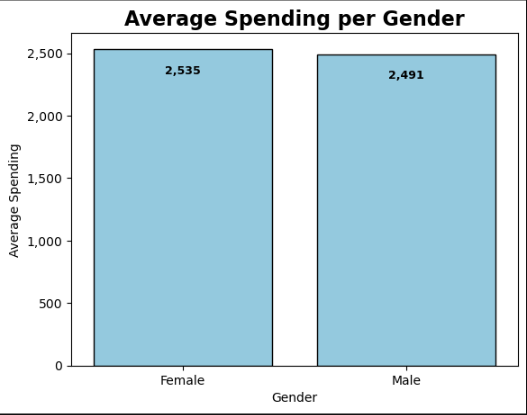 Average Spending per Gender
2,500
2,000
1,500
1,000
500
0
Average Spending
2,535
2,491
Female
Male
Gender